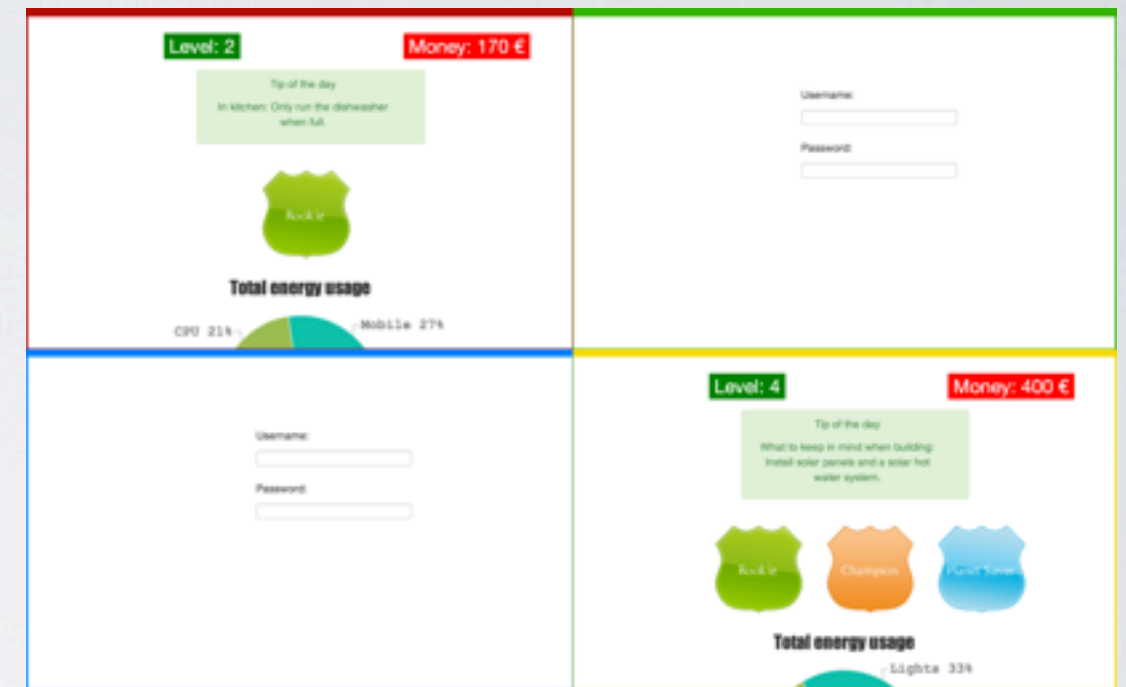 Level: 2
Money: 170 €
Tip of the day
In kitchen: Only run the dishwasher
when full.
Rookie
Total energy usage
CPU 21%
Mobile 27%
Username:
Password:
Username:
Password:
Level: 4
Money: 400 €
Tip of the day
What to keep in mind when building:
Install solar panels and a solar hot
water system.
Rookie
Champion
Planet Saver
Total energy usage
Lights 33%